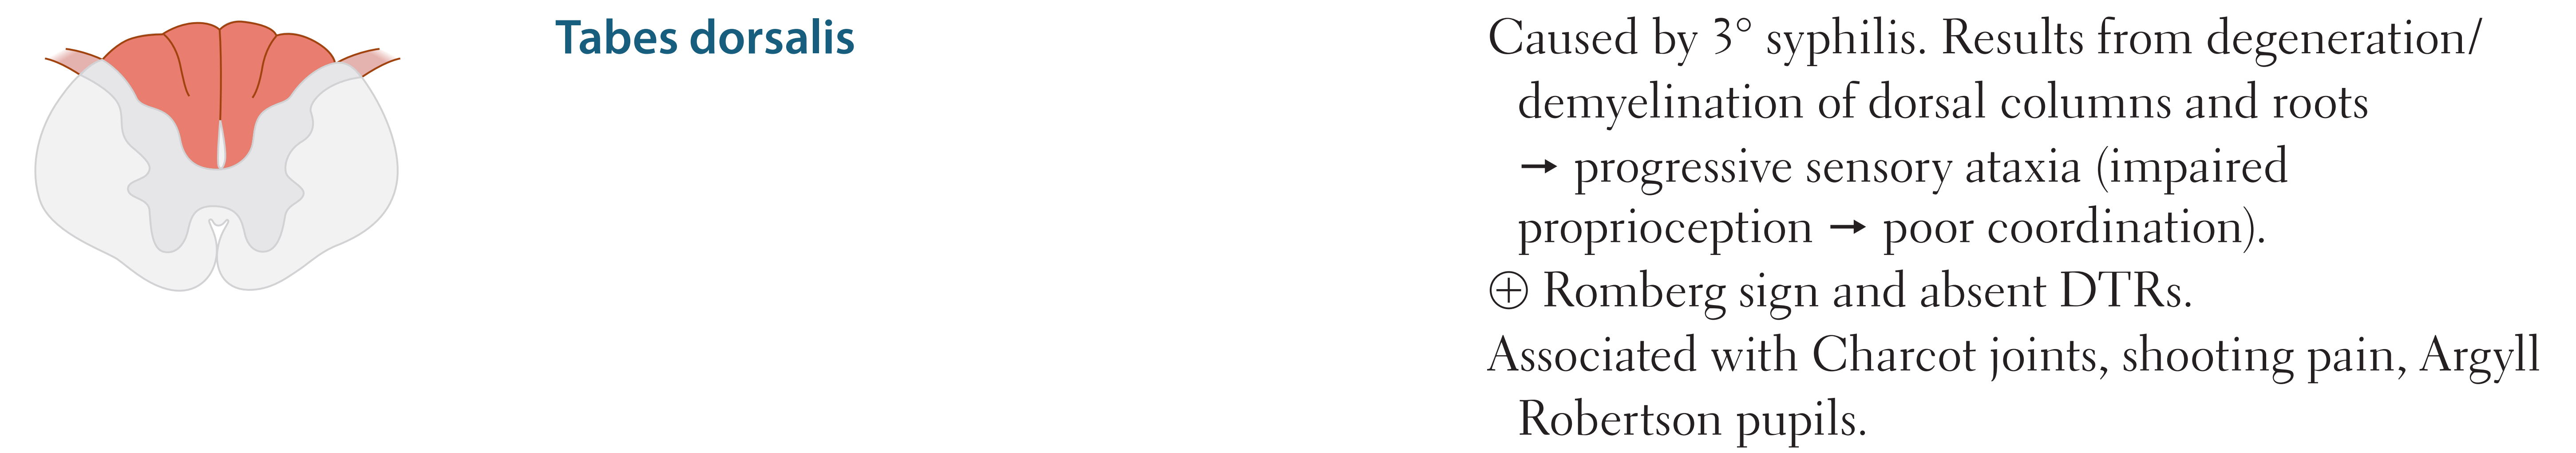 Tabes dorsalis
Caused by 3° syphilis. Results from degeneration/
demyelination of dorsal columns and roots
→ progressive sensory ataxia (impaired
proprioception → poor coordination).
⊕ Romberg sign and absent DTRs.
Associated with Charcot joints, shooting pain, Argyll
Robertson pupils.